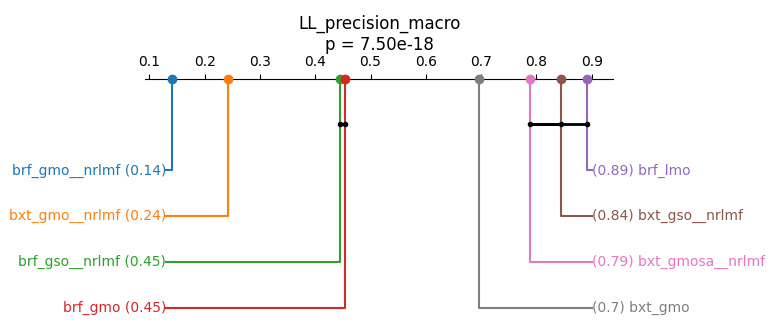 LL_precision_macro
p = 7.50e-18
0.1 0.2 0.3 0.4 0.5 0.6 0.7 0.8 0.9
brf_gmo__nrlmf (0.14) (0.89) brf_lmo
bxt_gmo__nrlmf (0.24) (0.84) bxt_gso__nrlmf
brf_gso__nrlmf (0.45) (0.79) bxt_gmosa__nrlmf
brf_gmo (0.45) (0.7) bxt_gmo